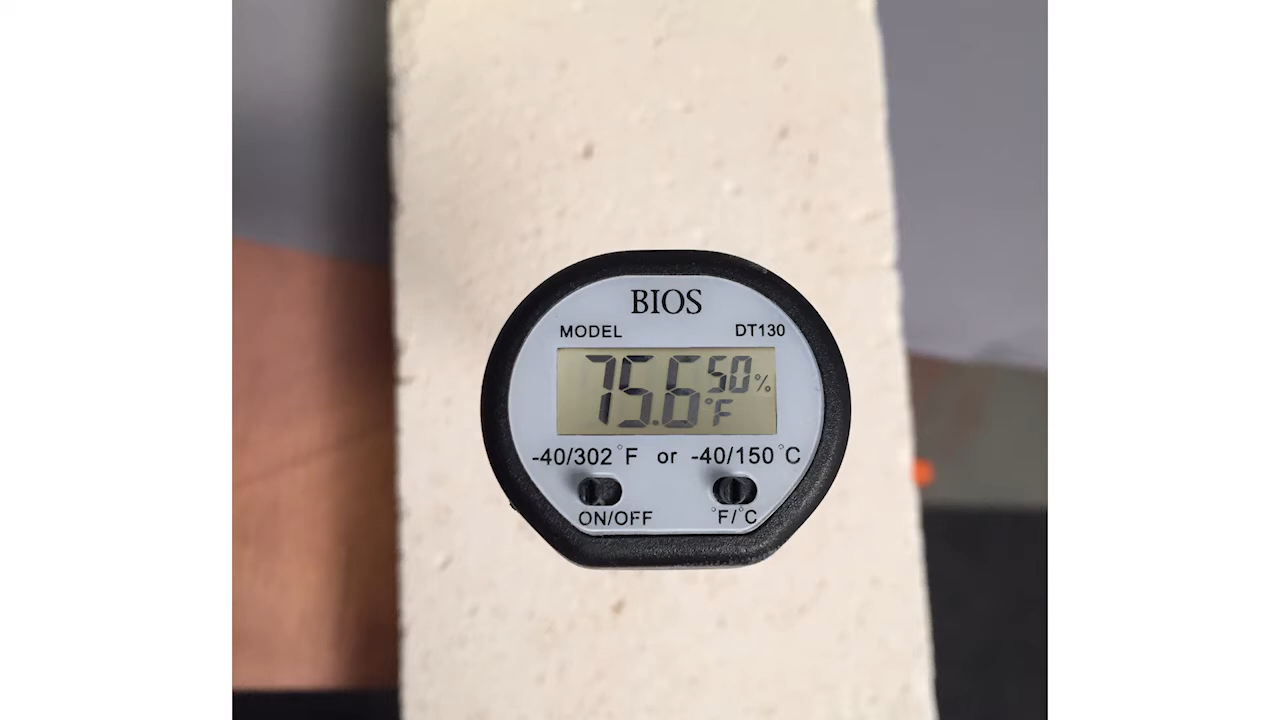 BIOS
MODEL DT130
75.6 50 %
°F
-40/302 °F or -40/150 °C
ON/OFF °F/°C